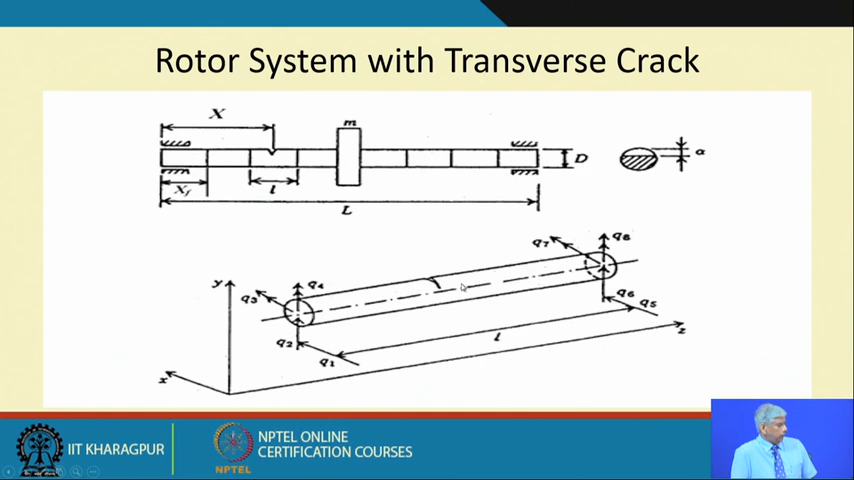 Rotor System with Transverse Crack
X
m
D
α
Xf
l
L
q7
q8
y
q3
q4
q6
q5
q2
l
z
q1
x
IIT KHARAGPUR
NPTEL
NPTEL ONLINE
CERTIFICATION COURSES